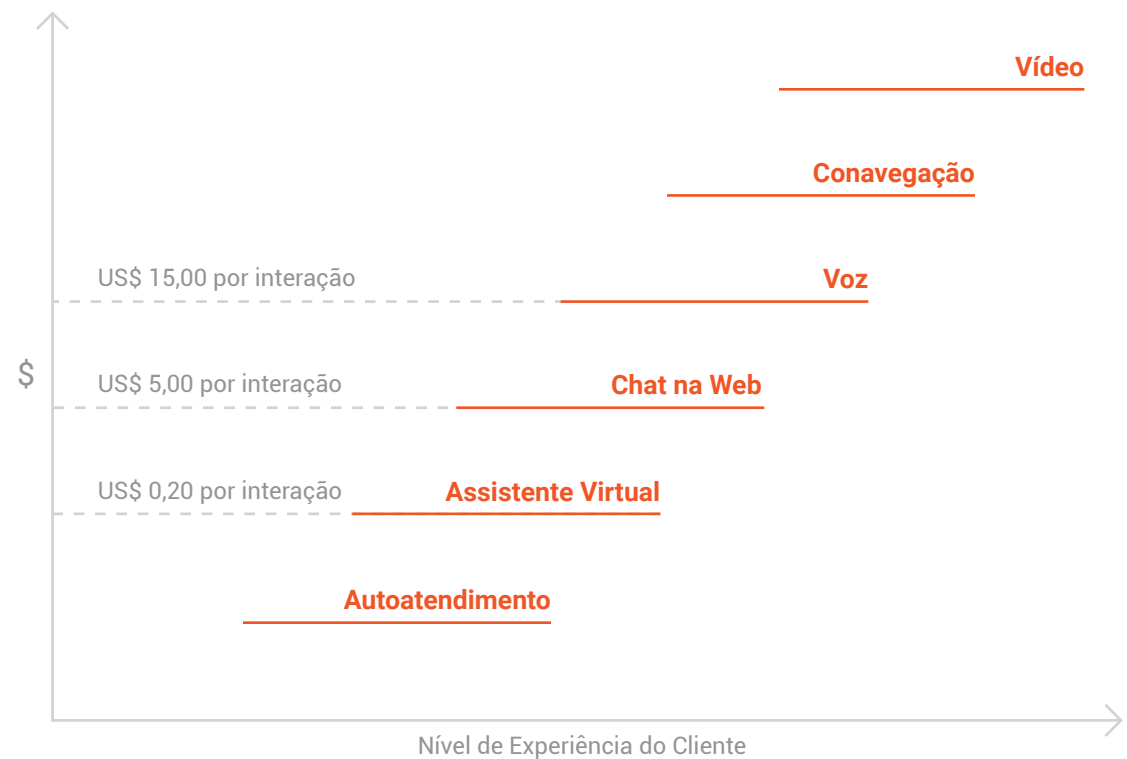 Vídeo
Conavegação
US$ 15,00 por interação
Voz
$
US$ 5,00 por interação
Chat na Web
US$ 0,20 por interação
Assistente Virtual
Autoatendimento
Nível de Experiência do Cliente